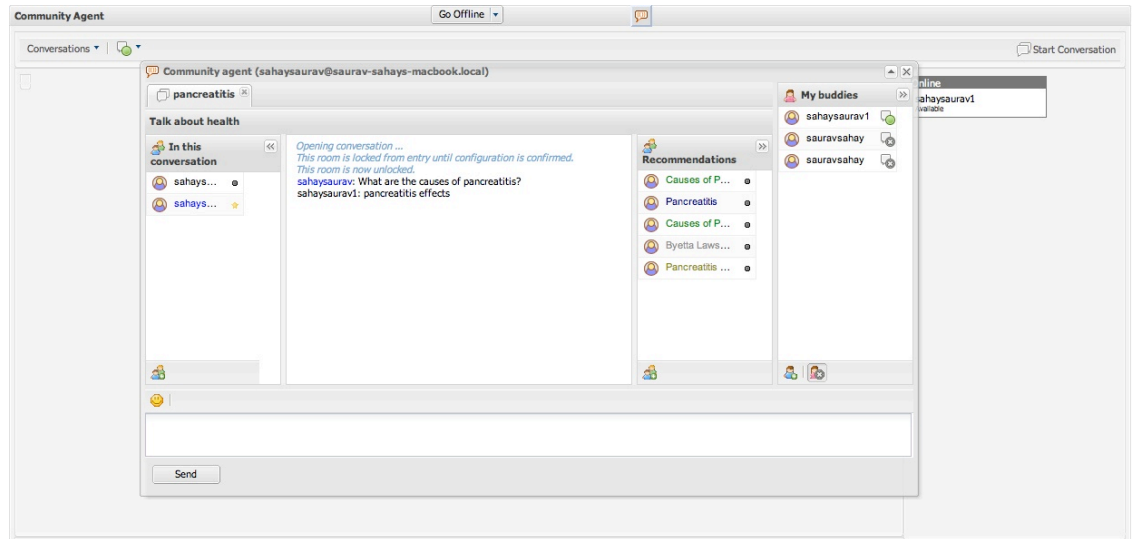 Community Agent
Go Offline
Conversations
Start Conversation
Community agent (sahaysaurav@saurav-sahays-macbook.local)
pancreatitis
Talk about health
In this
conversation
sahays...
sahays...
Opening conversation ...
This room is locked from entry until configuration is confirmed.
This room is now unlocked.
sahaysaurav: What are the causes of pancreatitis?
sahaysaurav1: pancreatitis effects
Recommendations
Causes of P...
Pancreatitis
Causes of P...
Byetta Laws...
Pancreatitis ...
My buddies
sahaysaurav1
sauravsahay
sauravsahay
nline
ahaysaurav1
Available
Send